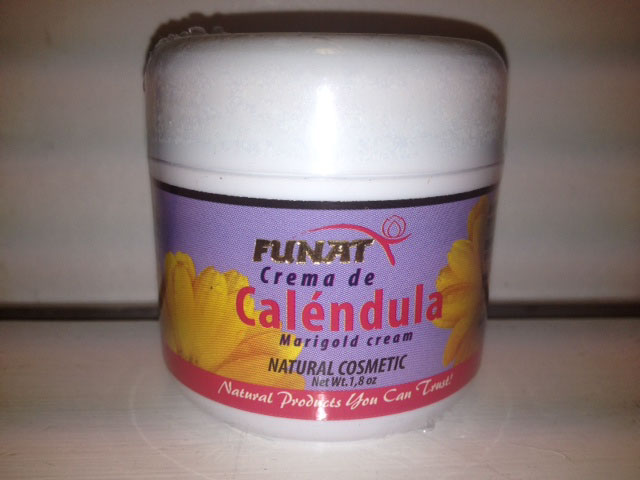 FUNAT
Crema de
Caléndula
Marigold cream
NATURAL COSMETIC
Net Wt. 1,8 oz
Natural Products You Can Trust!